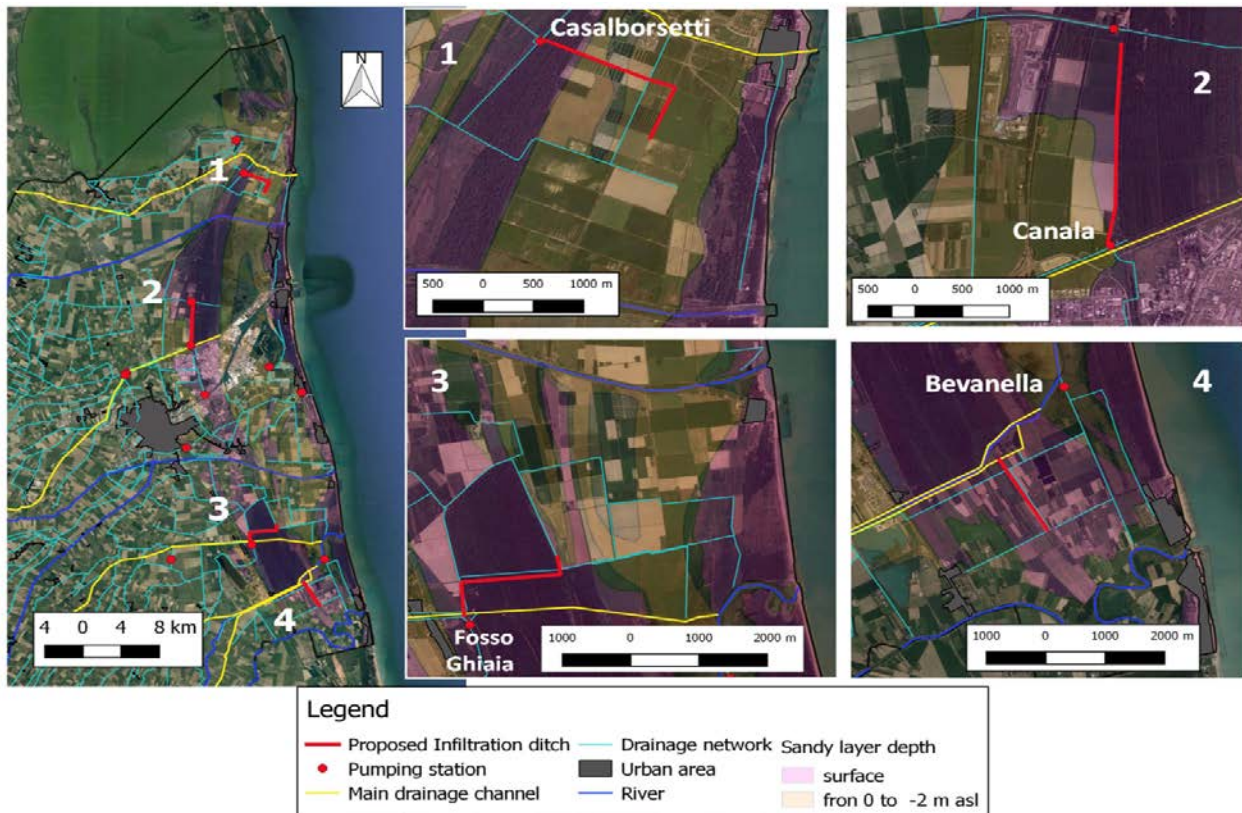 N
1
2
3
4
4 0 4 8 km
1
Casalborsetti
500 0 500 1000 m
2
Canala
500 0 500 1000 m
3
Fosso
Ghiaia
1000 0 1000 2000 m
Bevanella
4
1000 0 1000 2000 m
Legend
Proposed Infiltration ditch
Pumping station
Main drainage channel
Drainage network
Urban area
River
Sandy layer depth
surface
fron 0 to -2 m asl